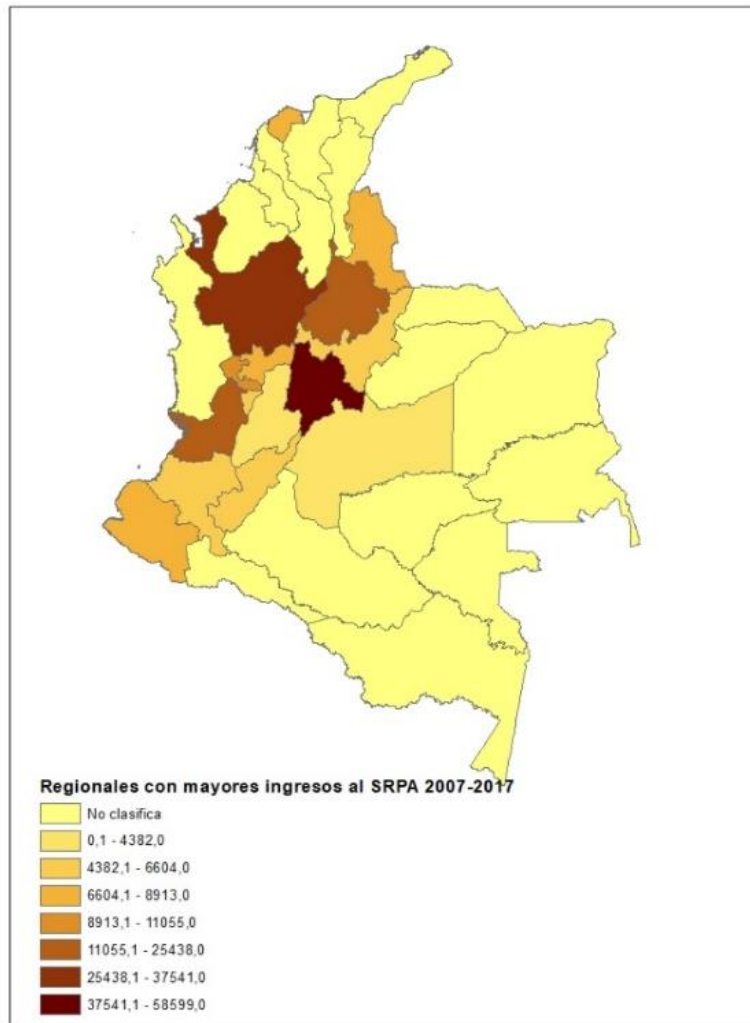 Regionales con mayores ingresos al SRPA 2007-2017
No clasifica
0,1 - 4382,0
4382,1 - 6604,0
6604,1 - 8913,0
8913,1 - 11055,0
11055,1 - 25438,0
25438,1 - 37541,0
37541,1 - 58599,0